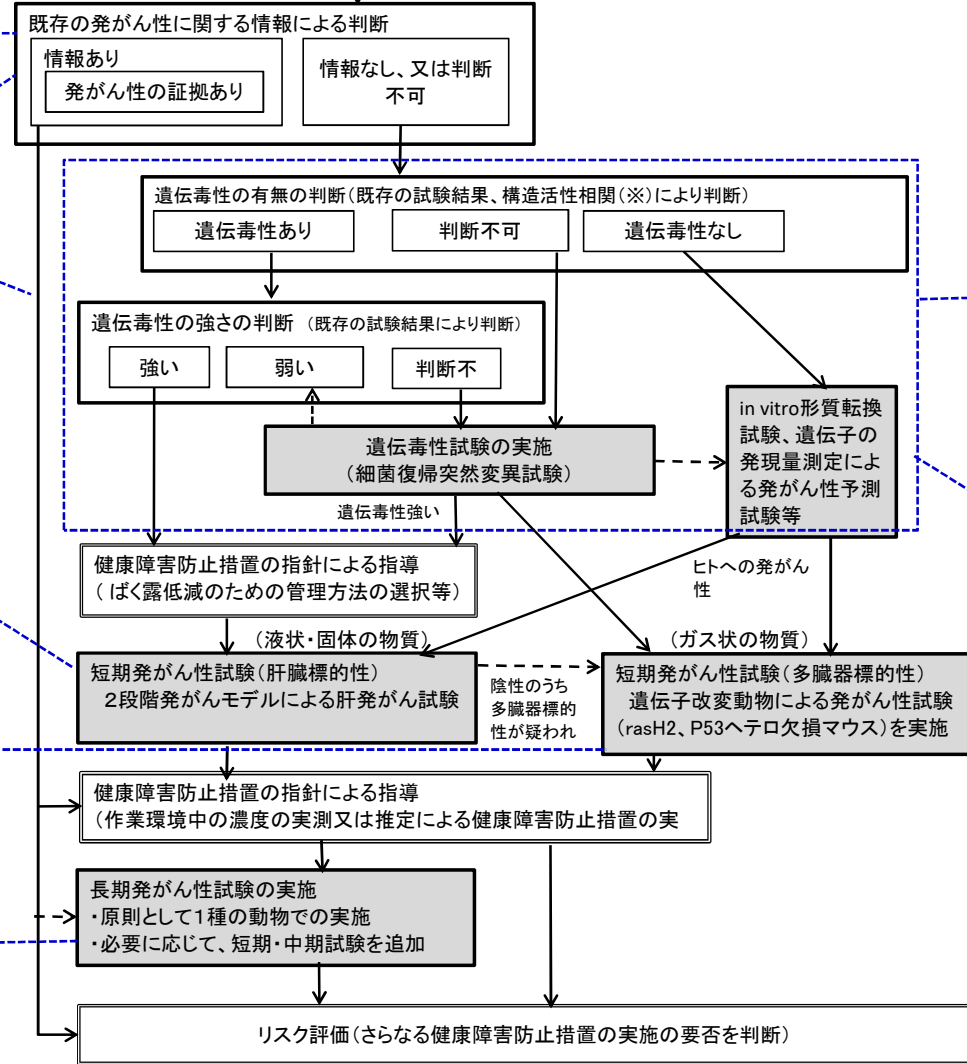 既存の発がん性に関する情報による判断
情報あり
発がん性の証拠あり
情報なし、又は判断
不可
遺伝毒性の有無の判断(既存の試験結果、構造活性相関(※)により判断)
遺伝毒性あり
判断不可
遺伝毒性なし
遺伝毒性の強さの判断 (既存の試験結果により判断)
強い
弱い
判断不
in vitro形質転換
試験、遺伝子の
発現量測定によ
る発がん性予測
試験等
遺伝毒性試験の実施
(細菌復帰突然変異試験)
遺伝毒性強い
健康障害防止措置の指針による指導
(ばく露低減のための管理方法の選択等)
ヒトへの発がん
性
(液状・固体の物質)
(ガス状の物質)
短期発がん性試験(肝臓標的性)
2段階発がんモデルによる肝発がん試験
陰性のうち
多臓器標的
性が疑われ
短期発がん性試験(多臓器標的性)
遺伝子改変動物による発がん性試験
(rasH2、P53ヘテロ欠損マウス)を実施
健康障害防止措置の指針による指導
(作業環境中の濃度の実測又は推定による健康障害防止措置の実
長期発がん性試験の実施
・原則として1種の動物での実施
・必要に応じて、短期・中期試験を追加
リスク評価(さらなる健康障害防止措置の実施の要否を判断)